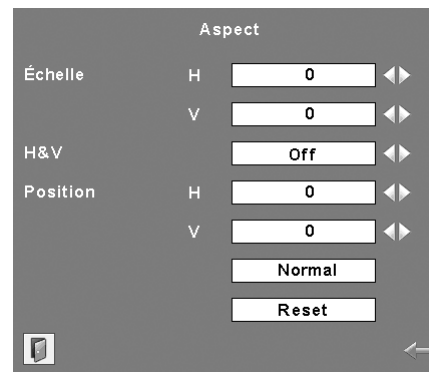 Aspect
Échelle H 0
V 0
H&V Off
Position H 0
V 0
Normal
Reset